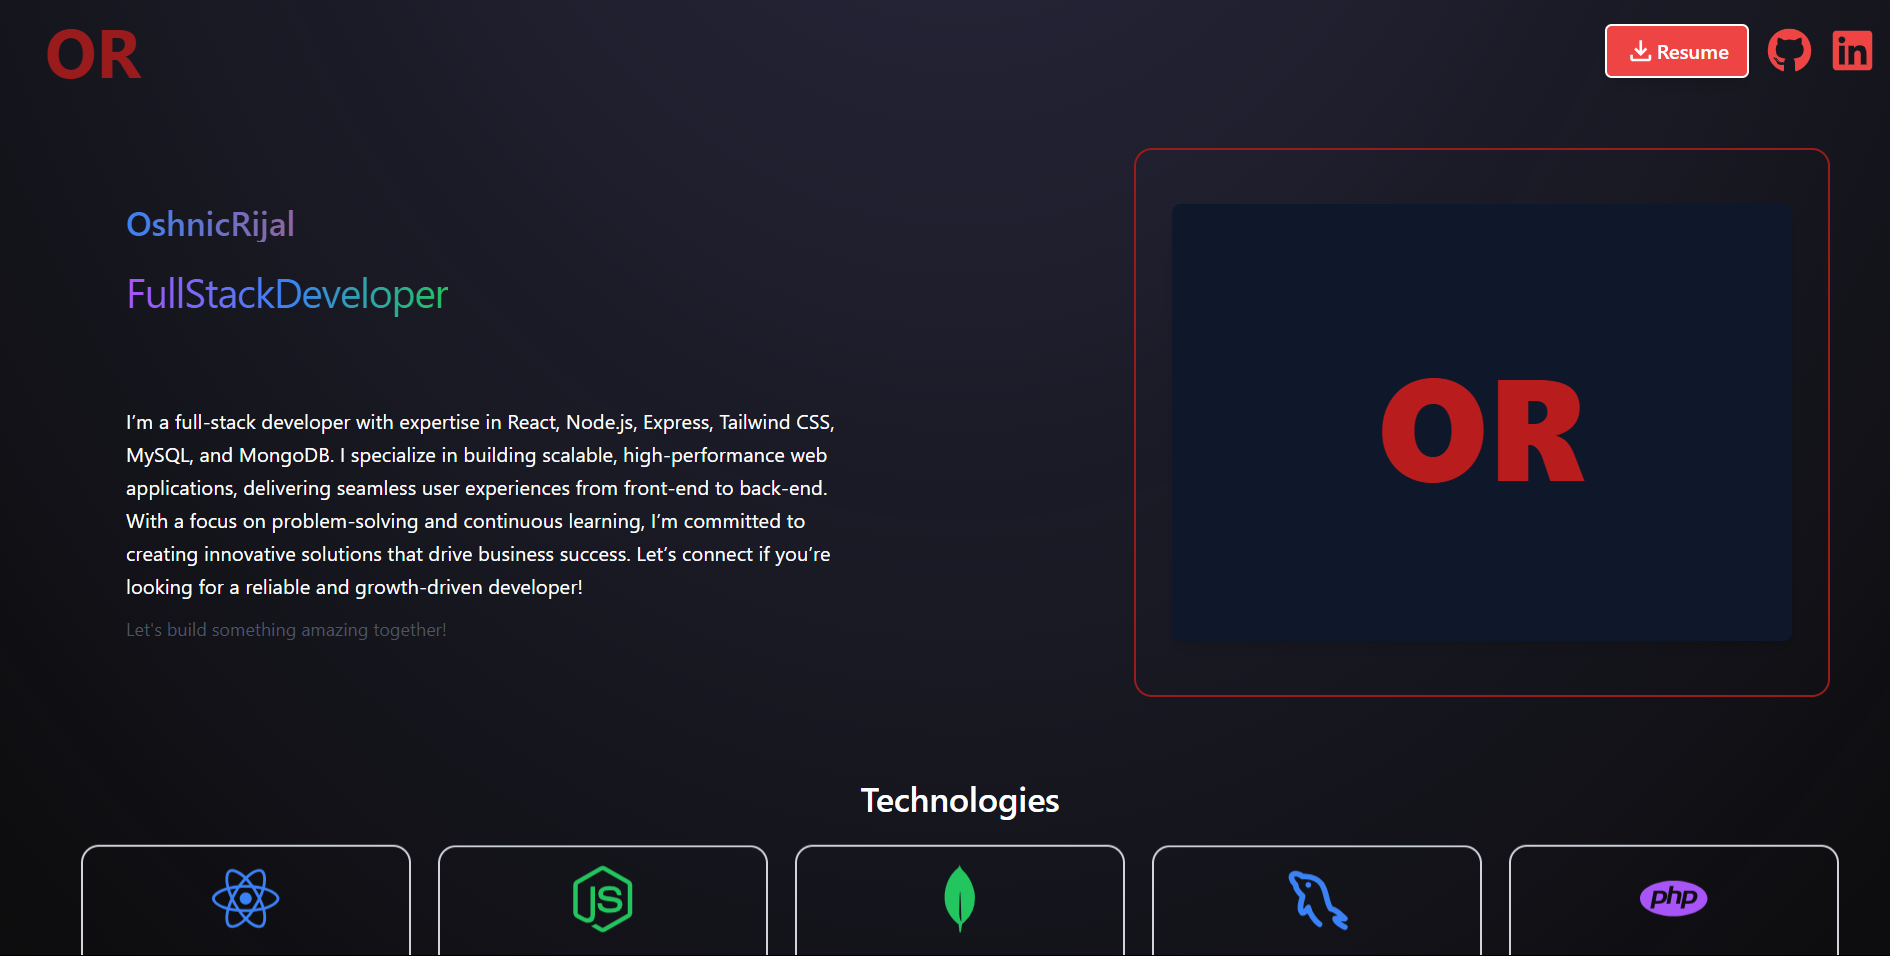 OR
Resume
OshnicRijal
FullStackDeveloper
I’m a full-stack developer with expertise in React, Node.js, Express, Tailwind CSS,
MySQL, and MongoDB. I specialize in building scalable, high-performance web
applications, delivering seamless user experiences from front-end to back-end.
With a focus on problem-solving and continuous learning, I’m committed to
creating innovative solutions that drive business success. Let’s connect if you’re
looking for a reliable and growth-driven developer!
Let's build something amazing together!
OR
Technologies
JS
php